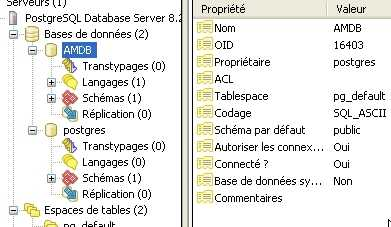 Serveurs (1)
PostgreSQL Database Server 8.2
Bases de données (2)
AMDB
Transtypages (0)
Langages (1)
Schémas (1)
Réplication (0)
postgres
Transtypages (0)
Langages (0)
Schémas (1)
Réplication (0)
Espaces de tables (2)
pg_default
Propriété Valeur
Nom AMDB
OID 16403
Propriétaire postgres
ACL
Tablespace pg_default
Codage SQL_ASCII
Schéma par défaut public
Autoriser les connex... Oui
Connecté ? Oui
Base de données sy... Non
Commentaires